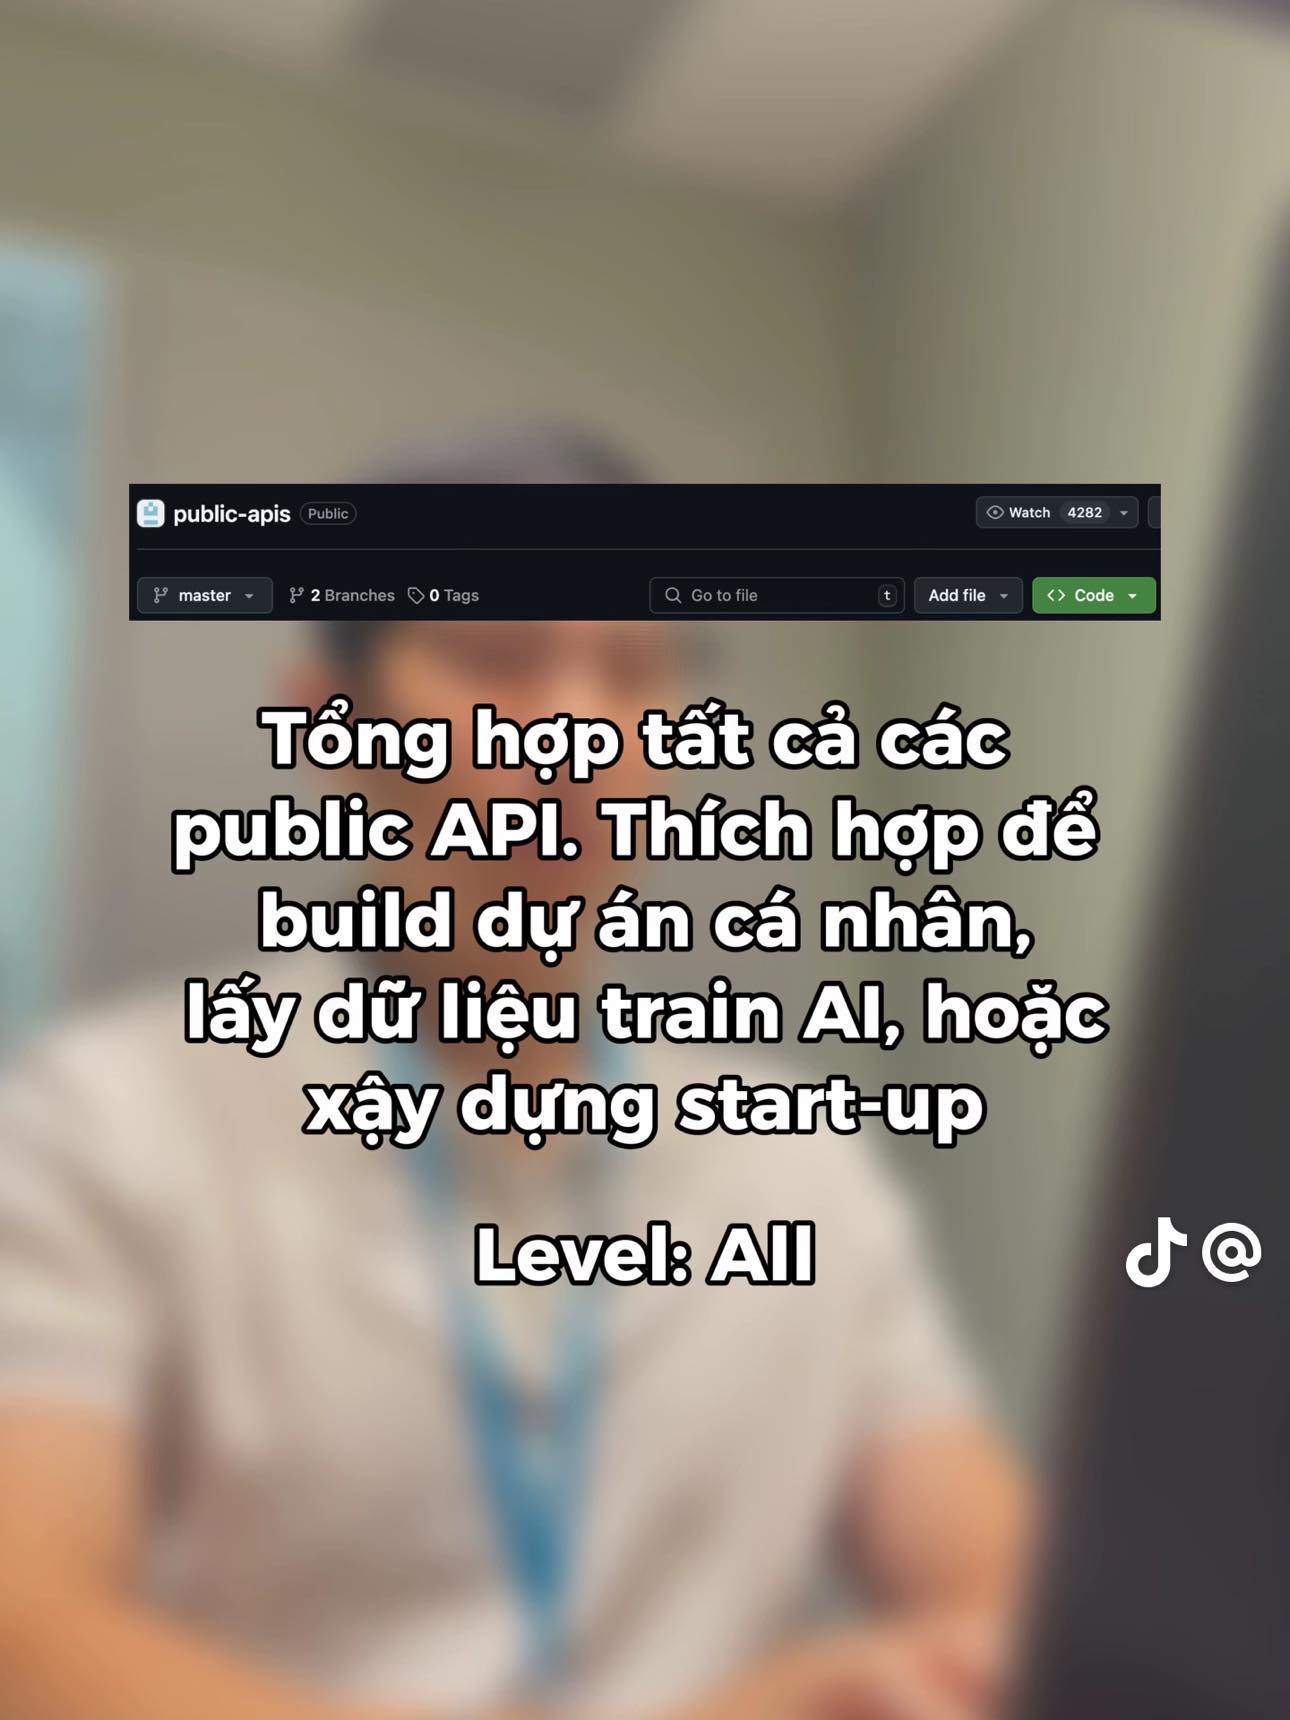 public-apis Public Watch 4282
master 2 Branches 0 Tags Go to file t Add file Code
Tổng hợp tất cả các
public API. Thích hợp để
build dự án cá nhân,
lấy dữ liệu train AI, hoặc
xậy dựng start-up
Level: All
@